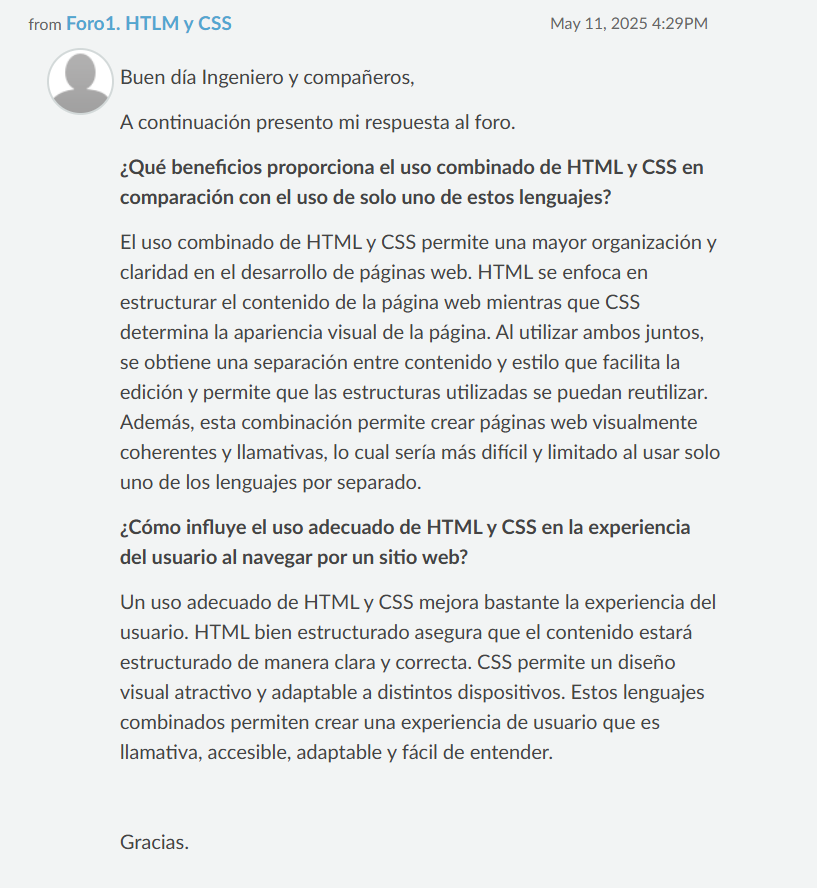 from Foro1. HTLM y CSS May 11, 2025 4:29PM
Buen día Ingeniero y compañeros,
A continuación presento mi respuesta al foro.
¿Qué beneficios proporciona el uso combinado de HTML y CSS en
comparación con el uso de solo uno de estos lenguajes?
El uso combinado de HTML y CSS permite una mayor organización y
claridad en el desarrollo de páginas web. HTML se enfoca en
estructurar el contenido de la página web mientras que CSS
determina la apariencia visual de la página. Al utilizar ambos juntos,
se obtiene una separación entre contenido y estilo que facilita la
edición y permite que las estructuras utilizadas se puedan reutilizar.
Además, esta combinación permite crear páginas web visualmente
coherentes y llamativas, lo cual sería más difícil y limitado al usar solo
uno de los lenguajes por separado.
¿Cómo influye el uso adecuado de HTML y CSS en la experiencia
del usuario al navegar por un sitio web?
Un uso adecuado de HTML y CSS mejora bastante la experiencia del
usuario. HTML bien estructurado asegura que el contenido estará
estructurado de manera clara y correcta. CSS permite un diseño
visual atractivo y adaptable a distintos dispositivos. Estos lenguajes
combinados permiten crear una experiencia de usuario que es
llamativa, accesible, adaptable y fácil de entender.
Gracias.